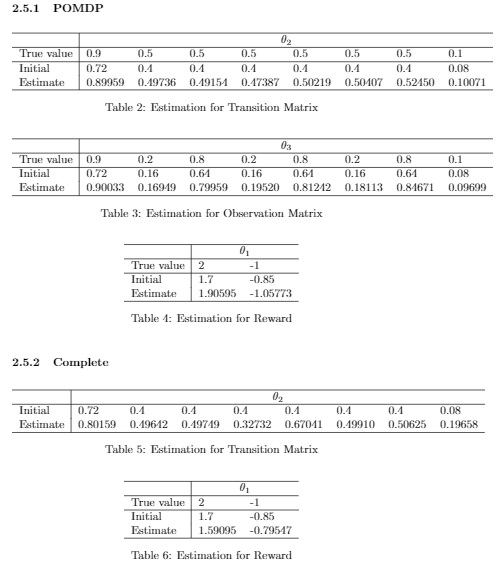 2.5.1 POMDP
θ2
True value 0.9 0.5 0.5 0.5 0.5 0.5 0.5 0.1
Initial 0.72 0.4 0.4 0.4 0.4 0.4 0.4 0.08
Estimate 0.89959 0.49736 0.49154 0.47387 0.50219 0.50407 0.52450 0.10071
Table 2: Estimation for Transition Matrix
θ3
True value 0.9 0.2 0.8 0.2 0.8 0.2 0.8 0.1
Initial 0.72 0.16 0.64 0.16 0.64 0.16 0.64 0.08
Estimate 0.90033 0.16949 0.79959 0.19520 0.81242 0.18113 0.84671 0.09699
Table 3: Estimation for Observation Matrix
θ1
True value 2 -1
Initial 1.7 -0.85
Estimate 1.90595 -1.05773
Table 4: Estimation for Reward
2.5.2 Complete
θ2
Initial 0.72 0.4 0.4 0.4 0.4 0.4 0.4 0.08
Estimate 0.80159 0.49642 0.49749 0.32732 0.67041 0.49910 0.50625 0.19658
Table 5: Estimation for Transition Matrix
θ1
True value 2 -1
Initial 1.7 -0.85
Estimate 1.59095 -0.79547
Table 6: Estimation for Reward